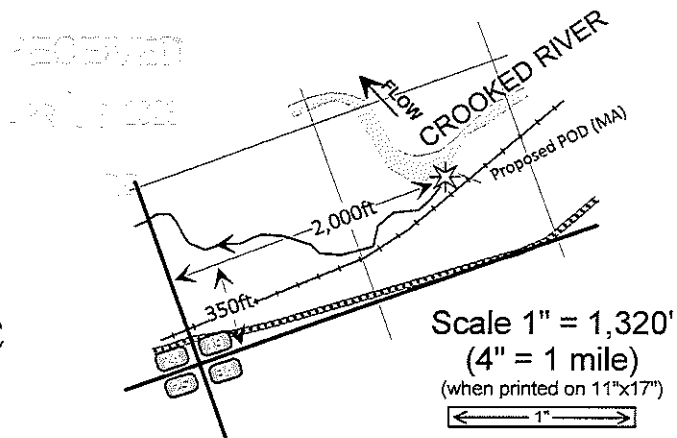 RECEIVED
FLOW
CROOKED RIVER
Proposed POD (MA)
2,000ft
350ft
Scale 1" = 1,320'
(4" = 1 mile)
(when printed on 11"x17")
1"